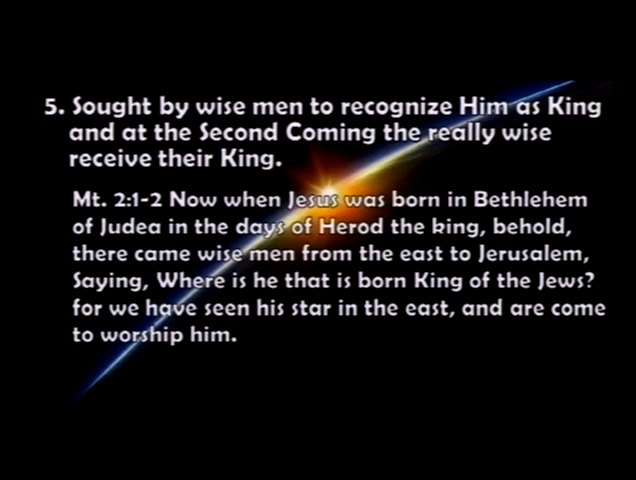 5. Sought by wise men to recognize Him as King
and at the Second Coming the really wise
receive their King.
Mt. 2:1-2 Now when Jesus was born in Bethlehem
of Judea in the days of Herod the king, behold,
there came wise men from the east to Jerusalem,
Saying, Where is he that is born King of the Jews?
for we have seen his star in the east, and are come
to worship him.